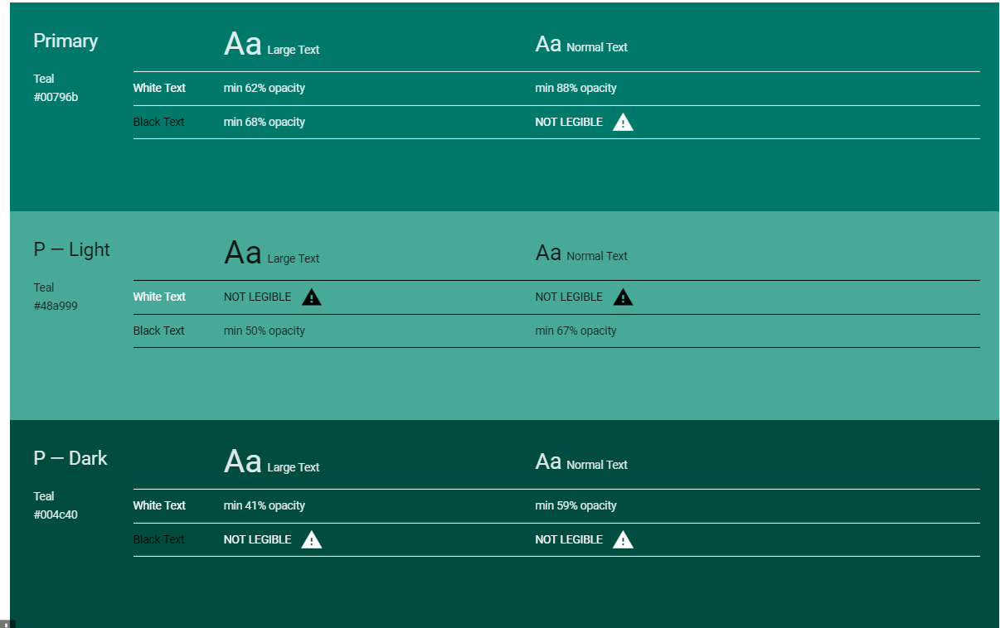 Primary
Aa Large Text
Aa Normal Text
Teal
#00796b
White Text min 62% opacity min 88% opacity
Black Text min 68% opacity NOT LEGIBLE
P — Light
Aa Large Text
Aa Normal Text
Teal
#48a999
White Text NOT LEGIBLE NOT LEGIBLE
Black Text min 50% opacity min 67% opacity
P — Dark
Aa Large Text
Aa Normal Text
Teal
#004c40
White Text min 41% opacity min 59% opacity
Black Text NOT LEGIBLE NOT LEGIBLE